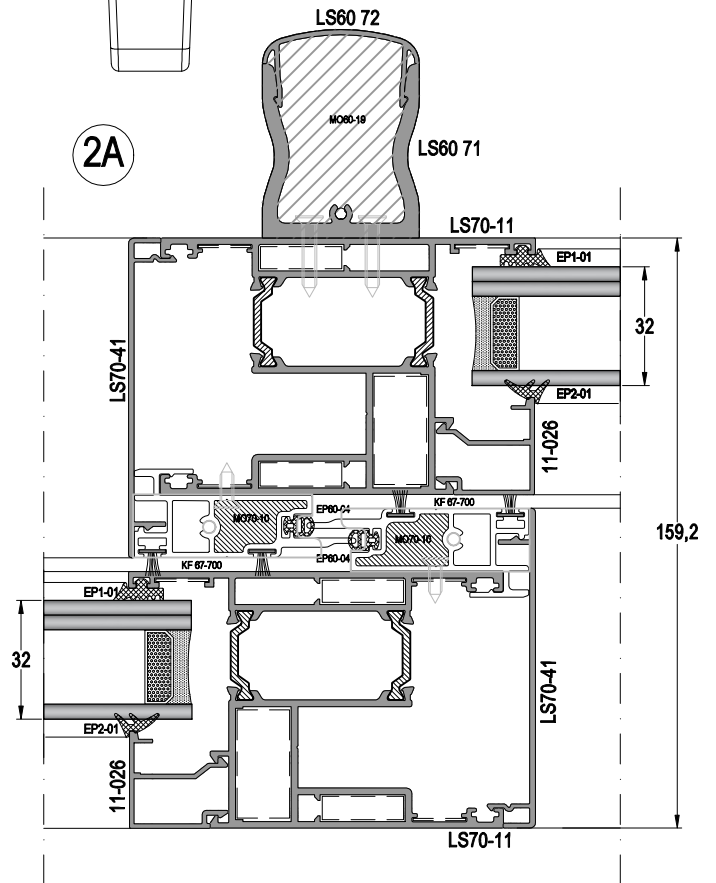 LS60 72
MO60-19
2A
LS60 71
LS70-11
EP1-01
32
LS70-41
EP2-01
11-026
EP60-04
KF 67-700
MO70-10
159,2
MO70-10
EP60-04
KF 67-700
EP1-01
32
LS70-41
EP2-01
11-026
LS70-11